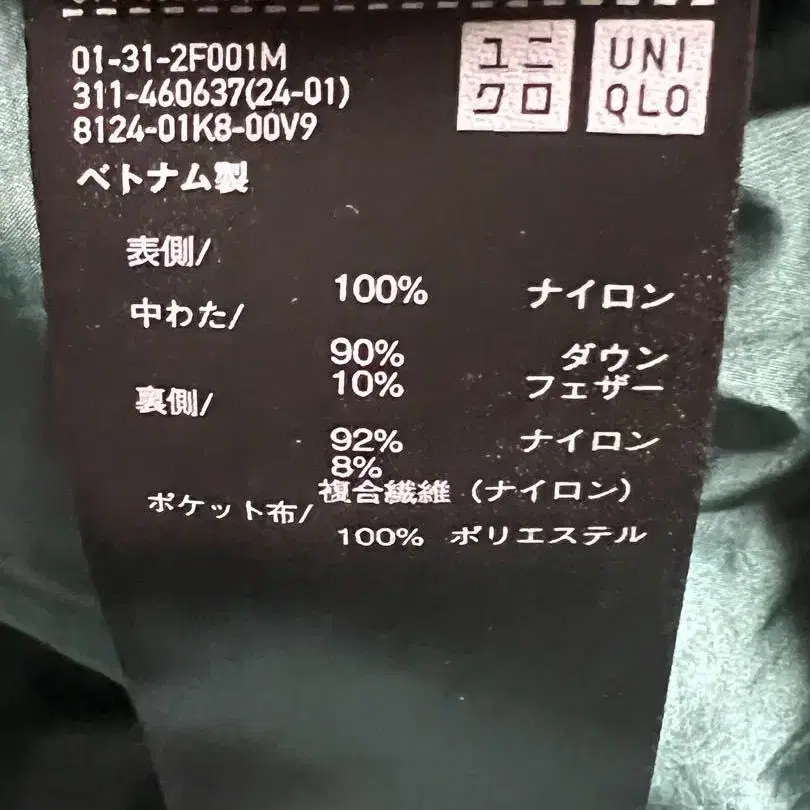 01-31-2F001M
311-460637(24-01)
8124-01K8-00V9
ユニ
クロ
UNI
QLO
ベトナム製
表側/
100% ナイロン
中わた/
90% ダウン
10% フェザー
裏側/
92% ナイロン
8%
複合繊維(ナイロン)
ポケット布/
100% ポリエステル